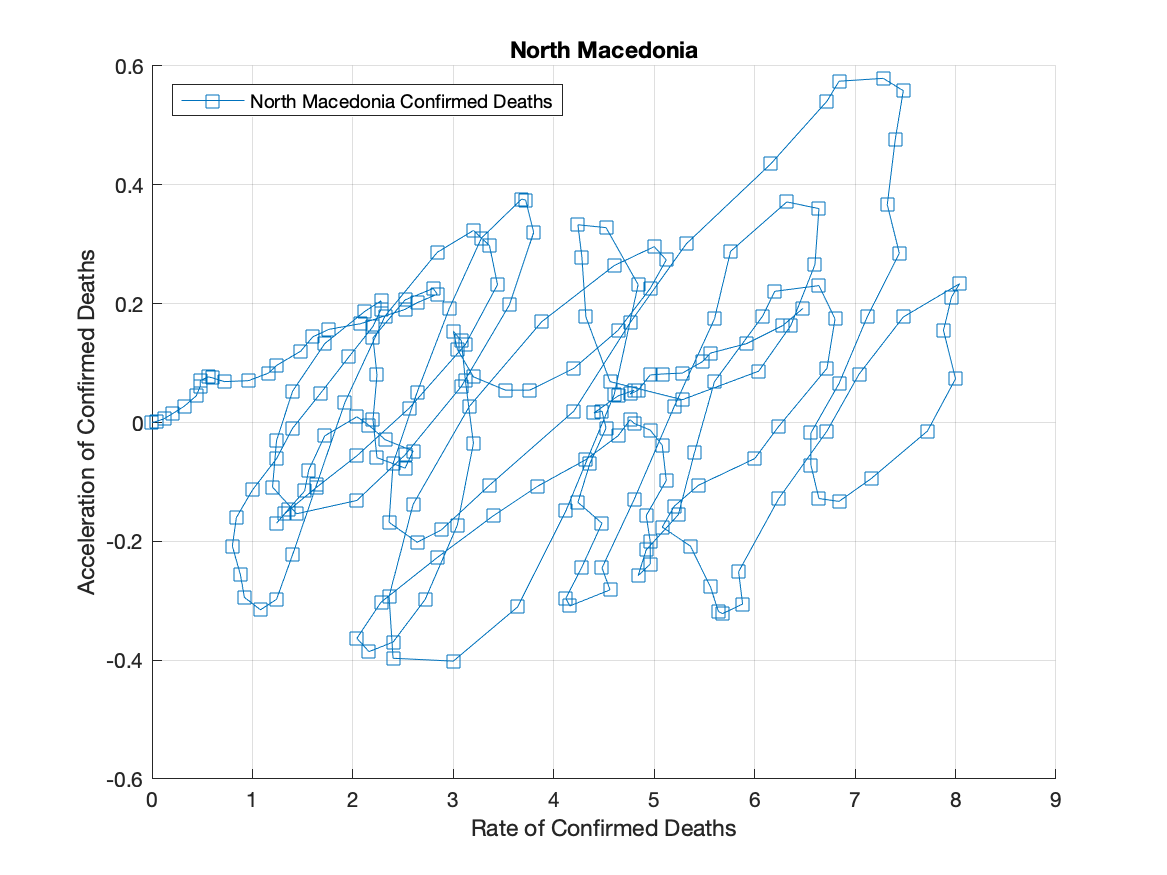 North Macedonia
North Macedonia Confirmed Deaths
0.6
0.4
0.2
0
-0.2
-0.4
-0.6
Acceleration of Confirmed Deaths
0 1 2 3 4 5 6 7 8 9
Rate of Confirmed Deaths